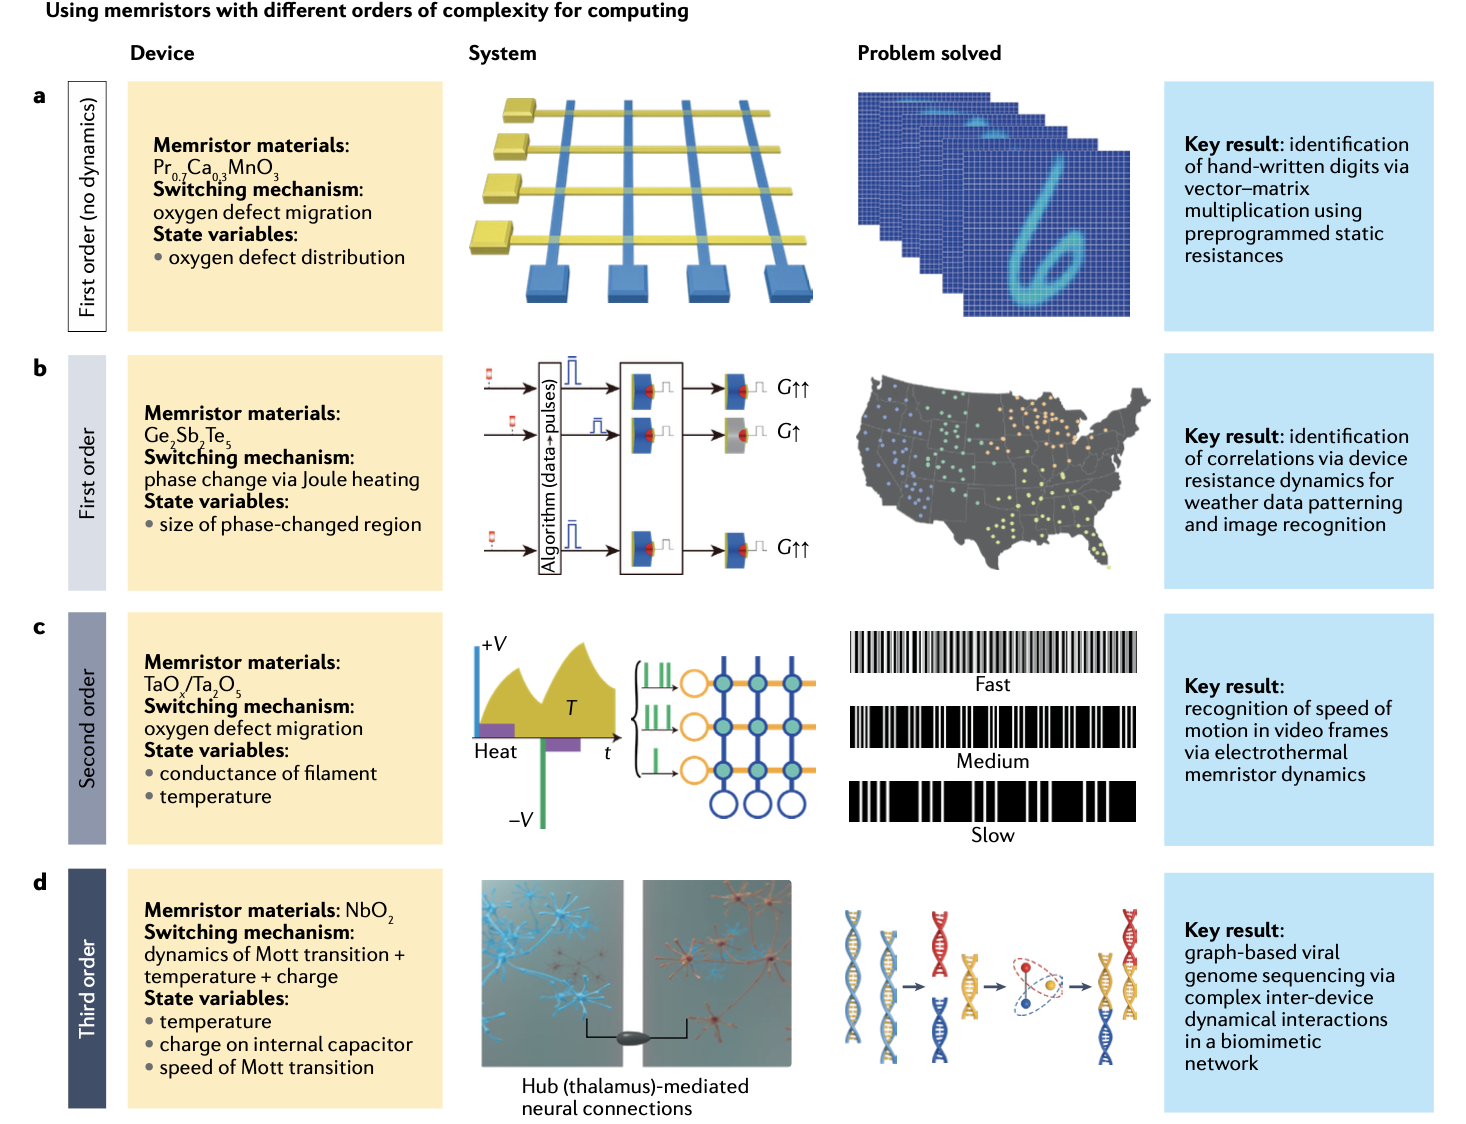 Using memristors with different orders of complexity for computing
Device
System
Problem solved
a
First order (no dynamics)
Memristor materials:
Pr0.7Ca0.3MnO3
Switching mechanism:
oxygen defect migration
State variables:
• oxygen defect distribution
Key result: identification
of hand-written digits via
vector–matrix
multiplication using
preprogrammed static
resistances
b
First order
Memristor materials:
Ge2Sb2Te5
Switching mechanism:
phase change via Joule heating
State variables:
• size of phase-changed region
Algorithm (data→pulses)
G↑↑
G↑
G↑↑
Key result: identification
of correlations via device
resistance dynamics for
weather data patterning
and image recognition
c
Second order
Memristor materials:
TaOx/Ta2O5
Switching mechanism:
oxygen defect migration
State variables:
• conductance of filament
• temperature
+V
T
Heat
t
–V
Fast
Medium
Slow
Key result:
recognition of speed of
motion in video frames
via electrothermal
memristor dynamics
d
Third order
Memristor materials: NbO2
Switching mechanism:
dynamics of Mott transition +
temperature + charge
State variables:
• temperature
• charge on internal capacitor
• speed of Mott transition
Hub (thalamus)-mediated
neural connections
Key result:
graph-based viral
genome sequencing via
complex inter-device
dynamical interactions
in a biomimetic
network